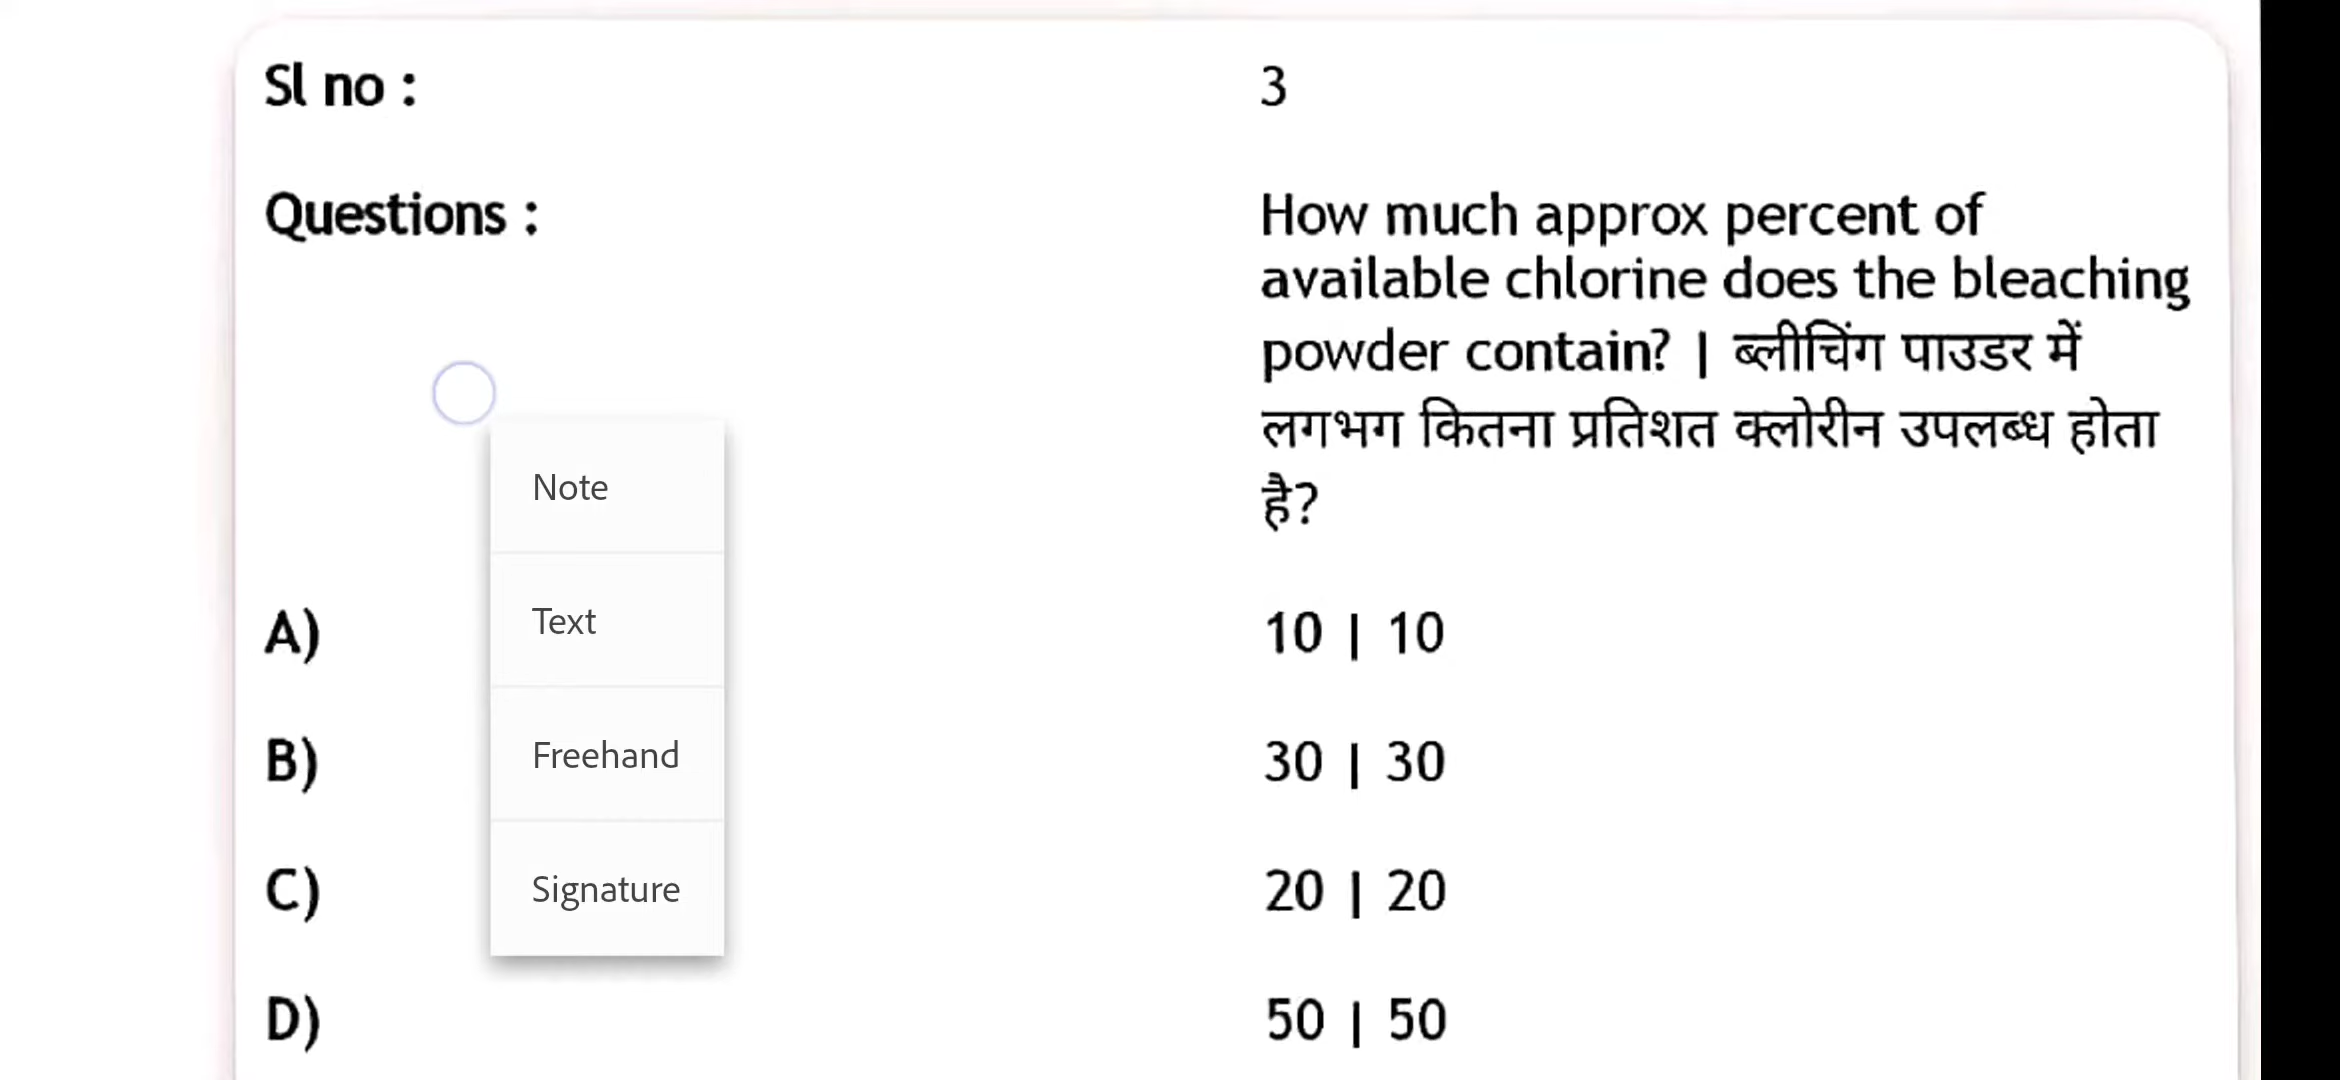 Sl no : 3
Questions : How much approx percent of
available chlorine does the bleaching
powder contain? | ब्लीचिंग पाउडर में
लगभग कितना प्रतिशत क्लोरीन उपलब्ध होता
है?
Note
Text
Freehand
Signature
A) 10 | 10
B) 30 | 30
C) 20 | 20
D) 50 | 50